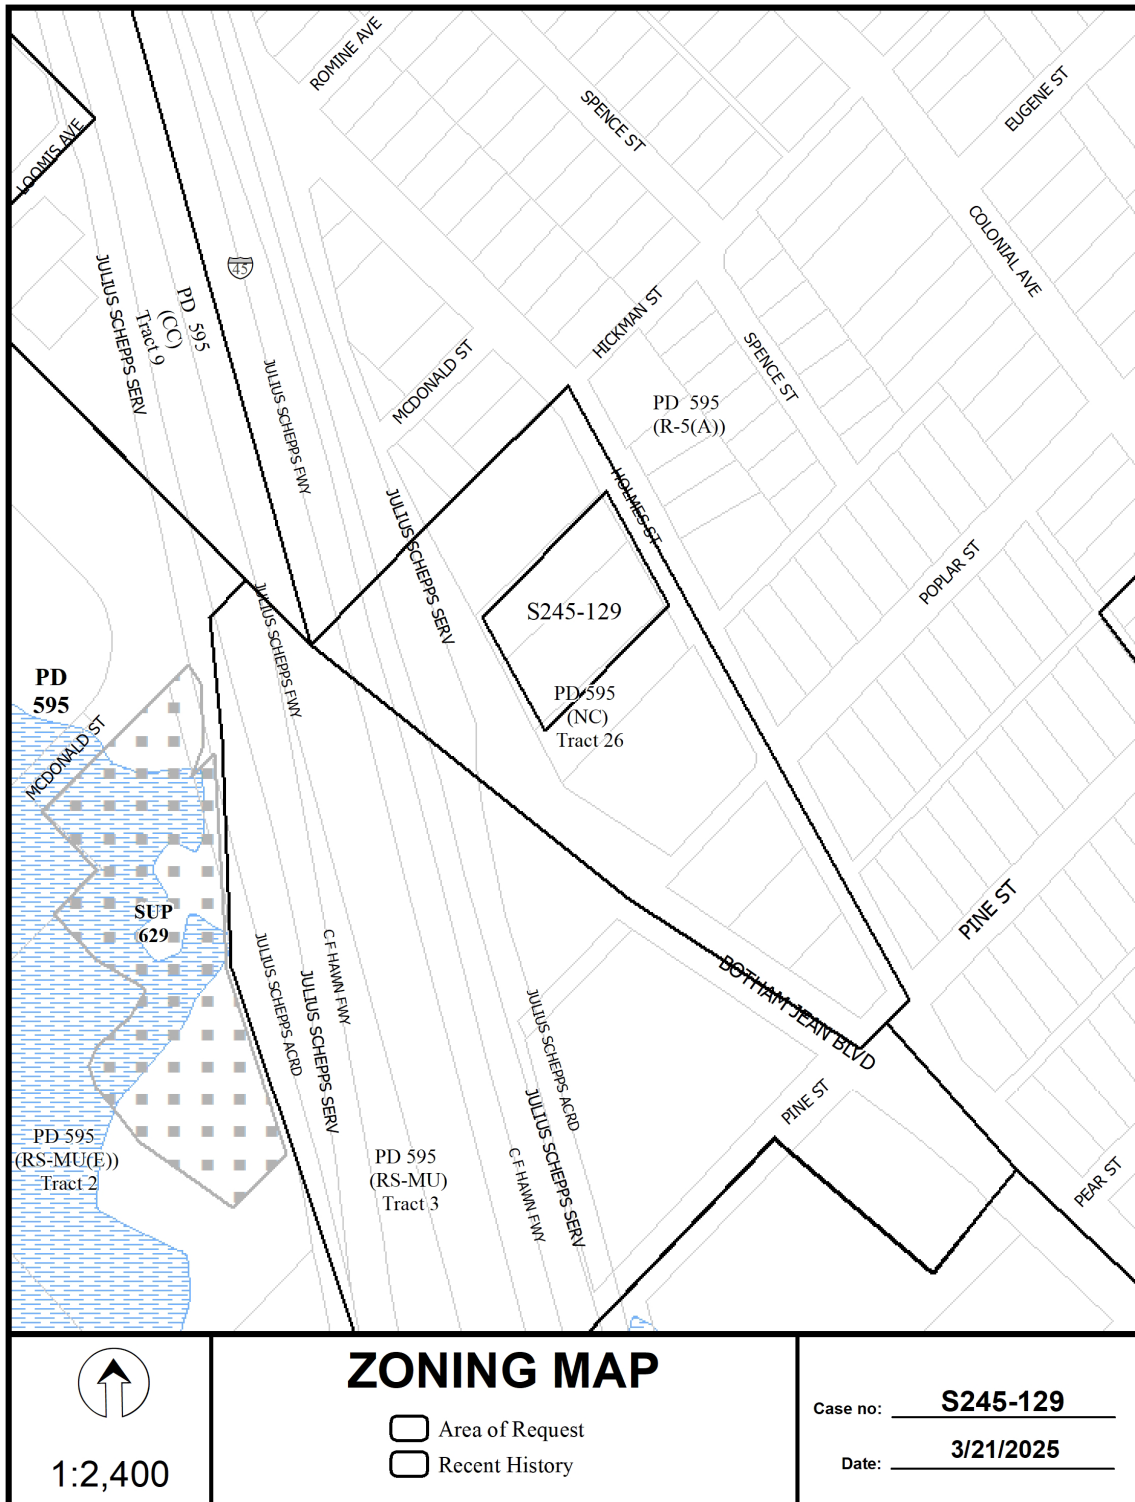 ROMINE AVE
SPENCE ST
EUGENE ST
LOOMIS AVE
COLONIAL AVE
JULIUS SCHEPPS SERV
PD 595
(CC)
Tract 9
45
HICKMAN ST
MCDONALD ST
SPENCE ST
JULIUS SCHEPPS FWY
PD 595
(R-5(A))
HOLMES ST
JULIUS SCHEPPS SERV
POPLAR ST
JULIUS SCHEPPS FWY
S245-129
PD 595
(NC)
Tract 26
PD
595
MCDONALD ST
SUP
629
PINE ST
C F HAWN FWY
JULIUS SCHEPPS ACRD
JULIUS SCHEPPS SERV
BOTHAM JEAN BLVD
JULIUS SCHEPPS ACRD
JULIUS SCHEPPS SERV
C F HAWN FWY
PINE ST
PEAR ST
PD 595
(RS-MU(E))
Tract 2
PD 595
(RS-MU)
Tract 3
1:2,400
ZONING MAP
Area of Request
Recent History
Case no: S245-129
Date: 3/21/2025